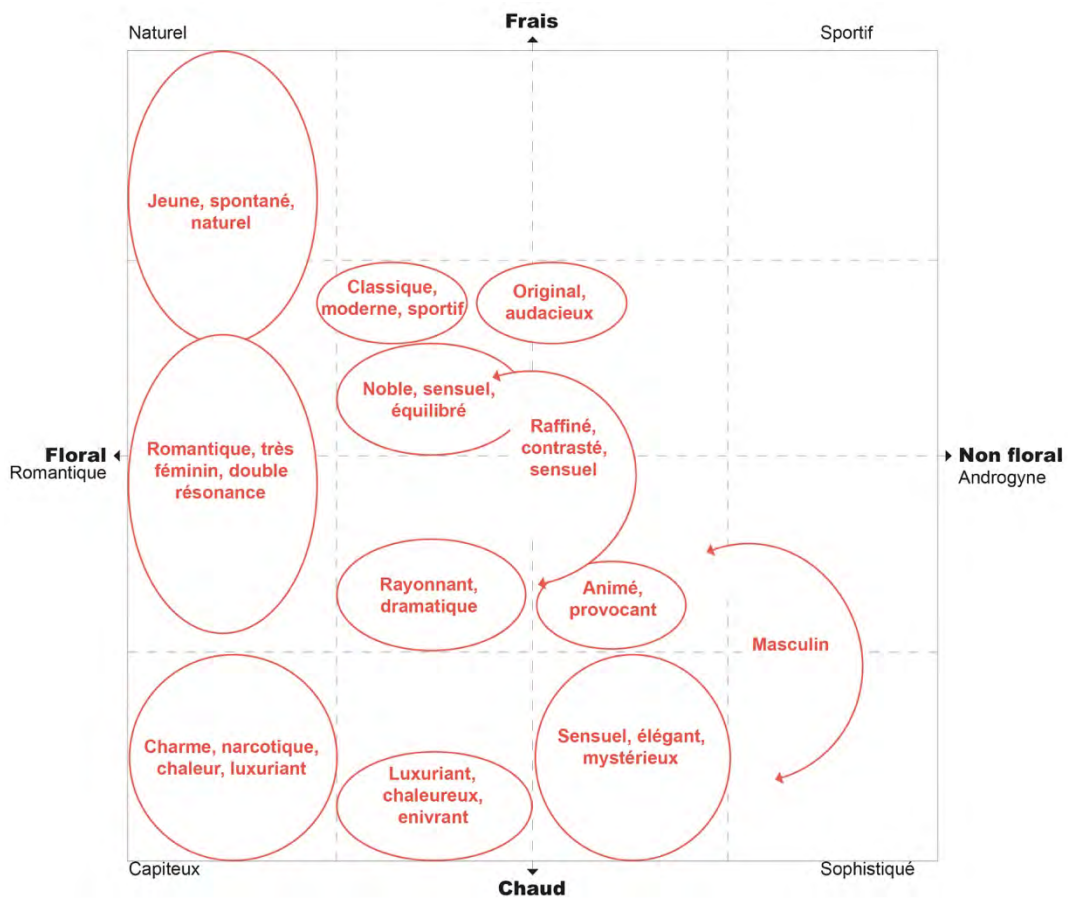 Naturel
Frais
Sportif
Jeune, spontané,
naturel
Classique,
moderne, sportif
Original,
audacieux
Noble, sensuel,
équilibré
Raffiné,
contrasté,
sensuel
Floral
Romantique
Romantique, très
féminin, double
résonance
Non floral
Androgyne
Rayonnant,
dramatique
Animé,
provocant
Masculin
Charme, narcotique,
chaleur, luxuriant
Luxuriant,
chaleureux,
enivrant
Sensuel, élégant,
mystérieux
Capiteux
Chaud
Sophistiqué